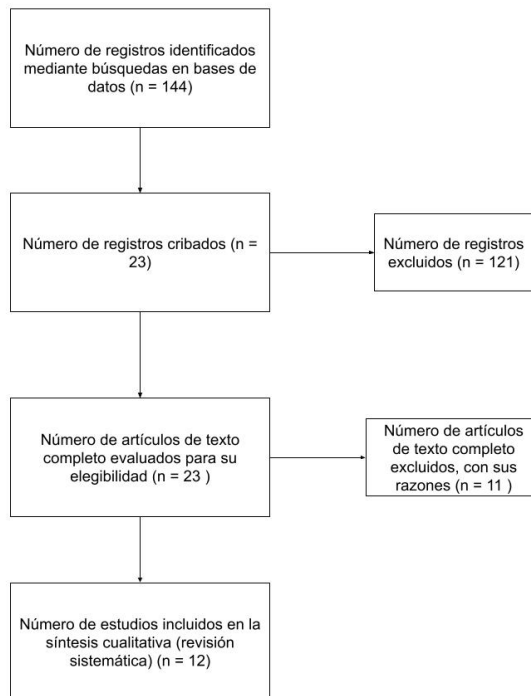 Número de registros identificados
mediante búsquedas en bases de
datos (n = 144)
Número de registros cribados (n =
23)
Número de registros
excluidos (n = 121)
Número de artículos de texto
completo evaluados para su
elegibilidad (n = 23 )
Número de artículos
de texto completo
excluidos, con sus
razones (n = 11 )
Número de estudios incluidos en la
síntesis cualitativa (revisión
sistemática) (n = 12)